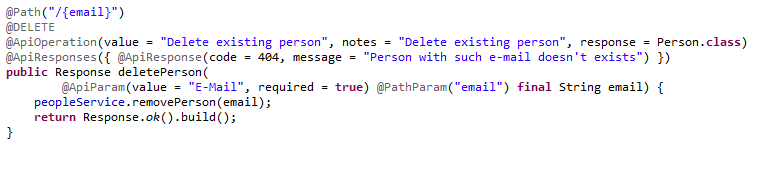 @Path("/{email}")
@DELETE
@ApiOperation(value = "Delete existing person", notes = "Delete existing person", response = Person.class)
@ApiResponses({ @ApiResponse(code = 404, message = "Person with such e-mail doesn't exists") })
public Response deletePerson(
        @ApiParam(value = "E-Mail", required = true) @PathParam("email") final String email) {
    peopleService.removePerson(email);
    return Response.ok().build();
}